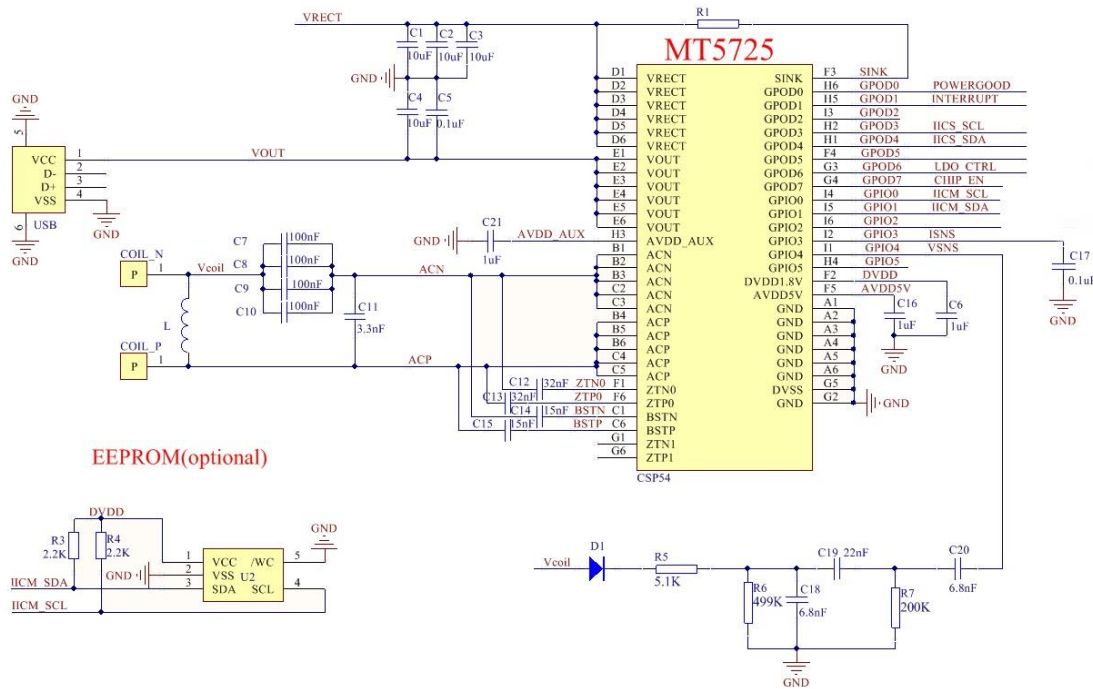 VRECT
R1
MT5725
C1 C2 C3
10uF 10uF 10uF
GND
C4 C5
10uF 0.1uF
VOUT
GND
5
VCC 1
D- 2
D+ 3
VSS 4
USB
6
GND
GND
D1 VRECT
D2 VRECT
D3 VRECT
D4 VRECT
D5 VRECT
D6 VRECT
E1 VOUT
E2 VOUT
E3 VOUT
E4 VOUT
E5 VOUT
E6 VOUT
H3 AVDD_AUX
B1 ACN
B2 ACN
B3 ACN
C2 ACN
C3 ACN
B4 ACP
B5 ACP
B6 ACP
C4 ACP
C5 ACP
F1 ZTN0
F6 ZTP0
C1 BSTN
C6 BSTP
G1 ZTN1
G6 ZTP1
CSP54
SINK F3 SINK
GPOD0 H6 GPOD0 POWERGOOD
GPOD1 H5 GPOD1 INTERRUPT
GPOD2 I3 GPOD2
GPOD3 H2 GPOD3 IICS_SCL
GPOD4 H1 GPOD4 IICS_SDA
GPOD5 F4 GPOD5
GPOD6 G3 GPOD6 LDO_CTRL
GPOD7 G4 GPOD7 CHIP_EN
GPIO0 I4 GPIO0 IICM_SCL
GPIO1 I5 GPIO1 IICM_SDA
GPIO2 I6 GPIO2
GPIO3 I2 GPIO3 ISNS
GPIO4 I1 GPIO4 VSNS
GPIO5 H4 GPIO5
DVDD1.8V F2 DVDD
AVDD5V F5 AVDD5V
GND A1
GND A2
GND A3
GND A4
GND A5
GND A6
DVSS G5
GND G2
GND
C16
1uF
C6
1uF
GND
C17
0.1uF
GND
C21
GND 1uF AVDD_AUX
COIL_N
P 1
Vcoil
C7 100nF
C8 100nF
C9 100nF
C10 100nF
ACN
L
C11
3.3nF
COIL_P
P 1
ACP
C12 32nF ZTN0
C13 32nF ZTP0
C14 15nF BSTN
C15 15nF BSTP
EEPROM(optional)
DVDD
R3
2.2K
R4
2.2K
GND
1 VCC /WC 5
GND 2 VSS U2
IICM_SDA 3 SDA SCL 4
IICM_SCL
GND
Vcoil
D1
R5
5.1K
R6
499K
C18
6.8nF
C19 22nF
R7
200K
C20
6.8nF
GND